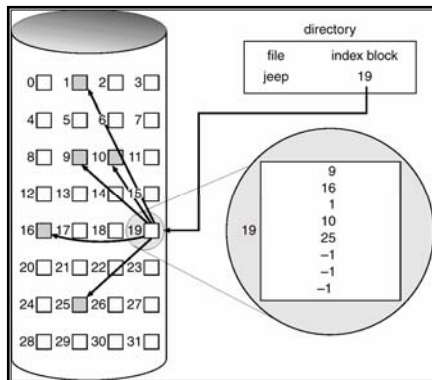 directory
file index block
jeep 19
0 1 2 3
4 5 6 7
8 9 10 11
12 13 14 15
16 17 18 19
20 21 22 23
24 25 26 27
28 29 30 31
19
9
16
1
10
25
–1
–1
–1